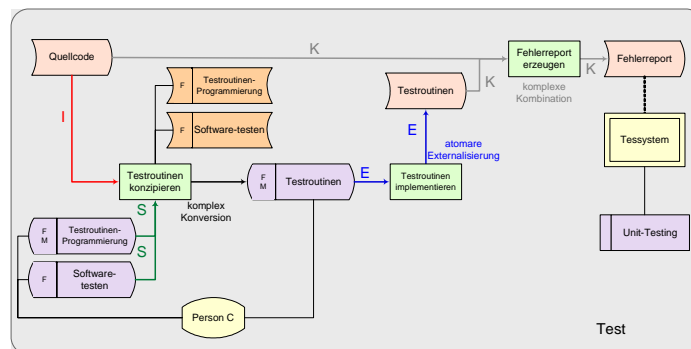 Quellcode
K
Fehlerreport
erzeugen
K
Fehlerreport
komplexe
Kombination
K
F
Testroutinen-
Programmierung
Testroutinen
I
F
Software-testen
E
atomare
Externalisierung
Tessystem
Testroutinen
konzipieren
komplex
Konversion
F
M
Testroutinen
E
Testroutinen
implementieren
S
F
M
Testroutinen-
Programmierung
S
Unit-Testing
F
Software-
testen
Person C
Test